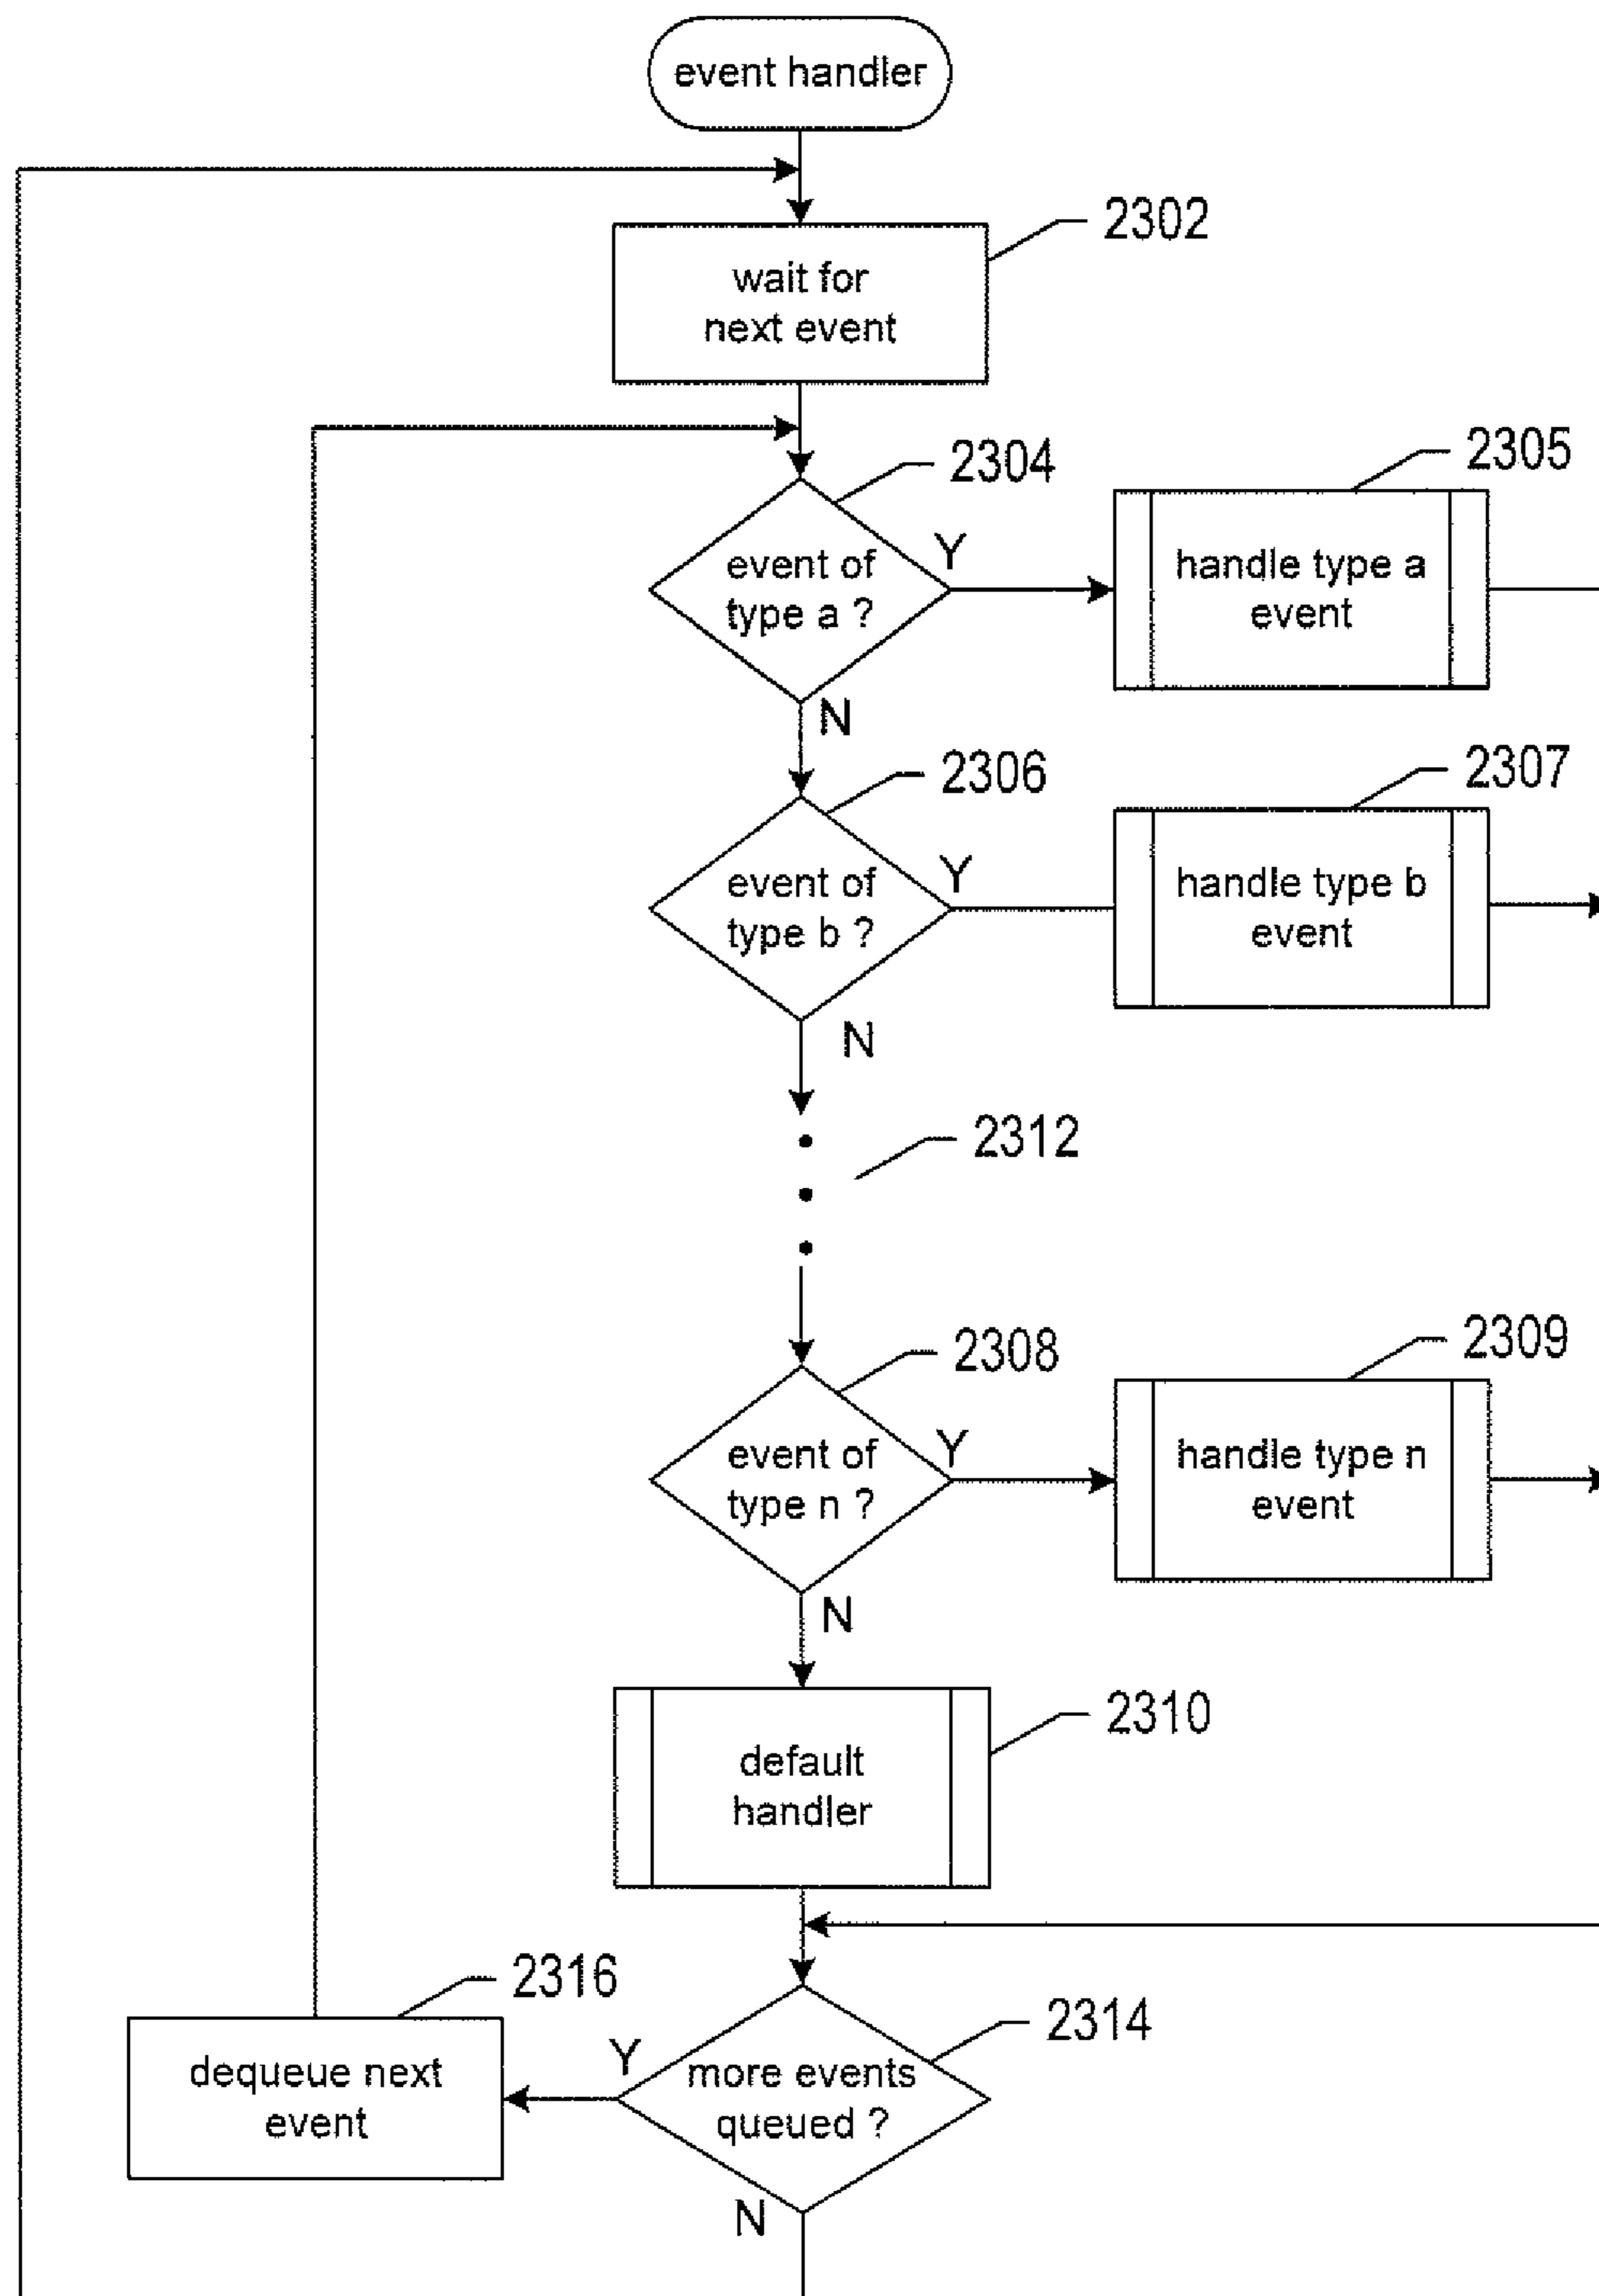 event handler
2302
wait for
next event
2304
2305
event of
type a ?
Y
handle type a
event
N
2306
2307
event of
type b ?
Y
handle type b
event
N
2312
2308
2309
event of
type n ?
Y
handle type n
event
N
2310
default
handler
2316
2314
dequeue next
event
Y
more events
queued ?
N